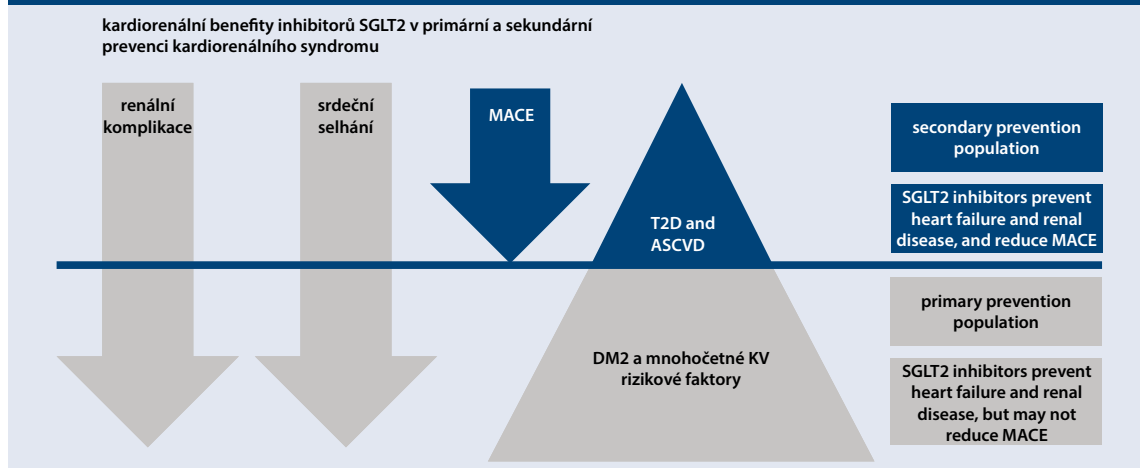 kardiorenální benefity inhibitorů SGLT2 v primární a sekundární
prevenci kardiorenálního syndromu
renální
komplikace
srdeční
selhání
MACE
T2D and
ASCVD
secondary prevention
population
SGLT2 inhibitors prevent
heart failure and renal
disease, and reduce MACE
DM2 a mnohočetné KV
rizikové faktory
primary prevention
population
SGLT2 inhibitors prevent
heart failure and renal
disease, but may not
reduce MACE